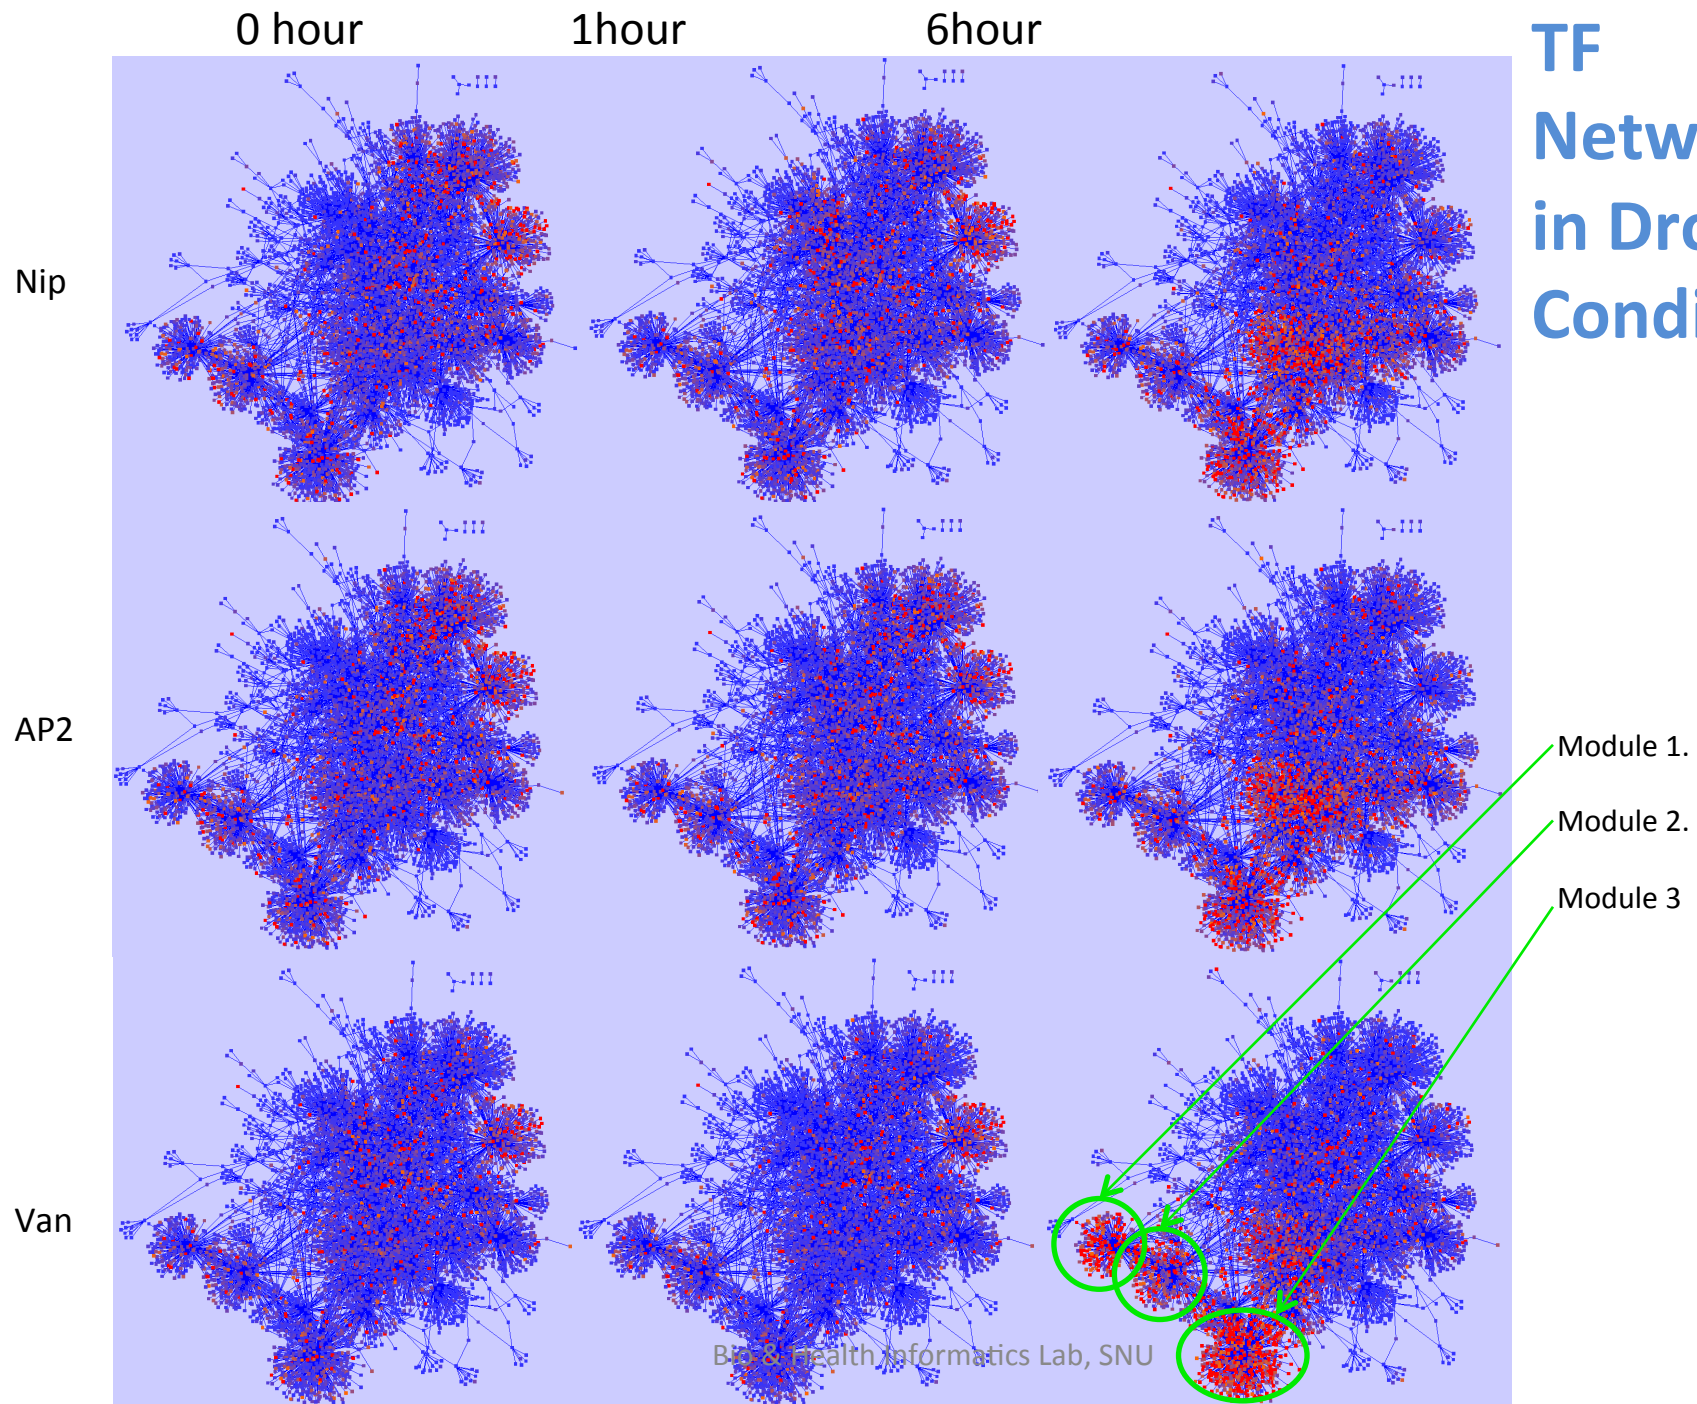 0 hour 1hour 6hour
TF
Netw
in Dro
Condi
Nip
AP2
Module 1.
Module 2.
Module 3
Van
Bio & Health Informatics Lab, SNU